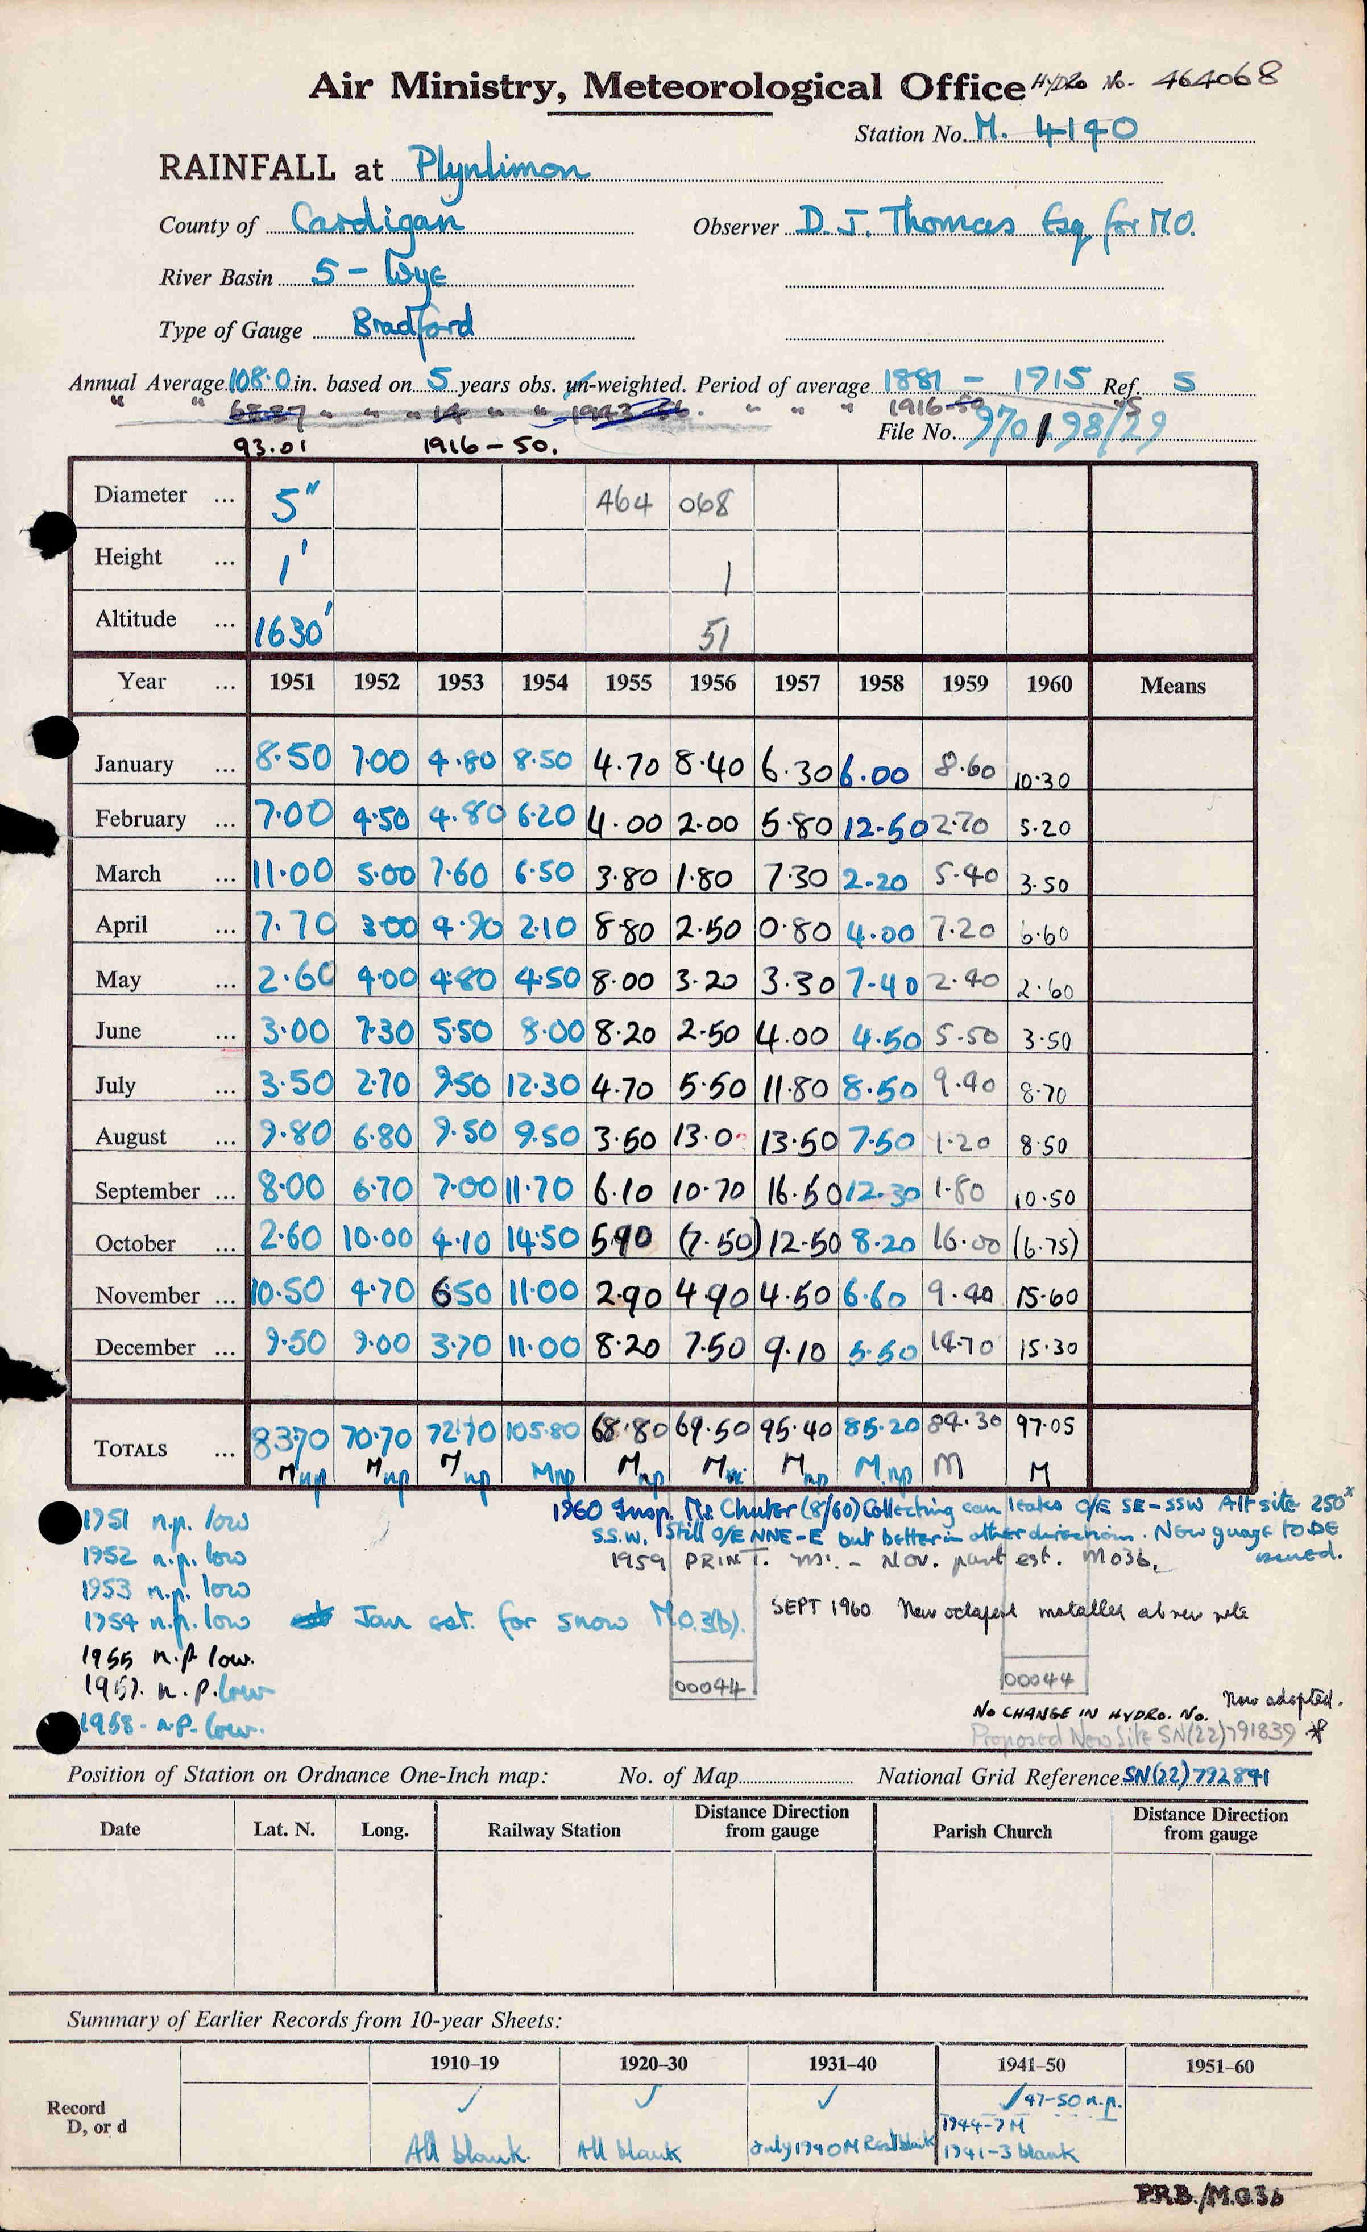 Air Ministry, Meteorological Office HYDRO No. 464068
Station No. M. 4140
RAINFALL at Plynlimon
County of Cardigan Observer D. J. Thomas Esq for M.O.
River Basin 5 - Wye
Type of Gauge Bradford
Annual Average 108.0 in. based on 5 years obs. un-weighted. Period of average 1881 - 1915 Ref. S
" " " " " 14 " " 1943-56. " " " 1916-50
File No. 970198/29
93.01 1916 - 50.
Diameter ... 5" 464 068
Height ... 1' 1
Altitude ... 1630' 51
Year ... 1951 1952 1953 1954 1955 1956 1957 1958 1959 1960 Means
January ... 8.50 7.00 4.80 8.50 4.70 8.40 6.30 6.00 8.60 10.30
February ... 7.00 4.50 4.80 6.20 4.00 2.00 5.80 12.50 2.70 5.20
March ... 11.00 5.00 7.60 6.50 3.80 1.80 7.30 2.20 5.40 3.50
April ... 7.70 3.00 4.90 2.10 8.80 2.50 0.80 4.00 7.20 6.60
May ... 2.60 4.00 4.80 4.50 8.00 3.20 3.30 7.40 2.40 2.60
June ... 3.00 7.30 5.50 8.00 8.20 2.50 4.00 4.50 5.50 3.50
July ... 3.50 2.70 9.50 12.30 4.70 5.50 11.80 8.50 9.40 8.70
August ... 9.80 6.80 9.50 9.50 3.50 13.0 13.50 7.50 1.20 8.50
September ... 8.00 6.70 7.00 11.70 6.10 10.70 16.50 12.30 1.80 10.50
October ... 2.60 10.00 4.10 14.50 5.90 (7.50) 12.50 8.20 16.00 (6.75)
November ... 10.50 4.70 6.50 11.00 2.90 4.90 4.50 6.60 9.40 15.60
December ... 9.50 9.00 3.70 11.00 8.20 7.50 9.10 5.50 14.70 15.30
TOTALS ... 83.70 70.70 72.70 105.80 68.80 69.50 95.40 85.20 84.30 97.05
M np M np M np M np M np M M np M.np M M
1951 n.p. low
1952 n.p. low
1953 n.p. low
1954 n.p. low Jan est. for snow M.O.3(b).
1955 n.p low.
1957. n.p. low
1958 - n.p. low.
1960 Insp. Mr Chuter (8/60) Collecting can leaks O/E SE-SSW Alt site 250x
S.S.W. Still O/E NNE-E but better in other directions. New guage TO BE issued.
1959 PRINT. - Nov. part est. M03b.
SEPT 1960 New octapent installed at new site
00044 00044
No CHANGE IN HYDRO. No. Now adopted.
Proposed New Site SN(22)791839 *
Position of Station on Ordnance One-Inch map: No. of Map National Grid Reference SN(22)792841
Date Lat. N. Long. Railway Station Distance Direction from gauge Parish Church Distance Direction from gauge
Summary of Earlier Records from 10-year Sheets:
1910–19 1920–30 1931–40 1941–50 1951–60
Record D, or d ✓ ✓ ✓ ✓ 47-50 n.p.
1944-7 M
All blank. All blank July 1940 M Rest blank 1941-3 blank
P.R.B./M.O.3b